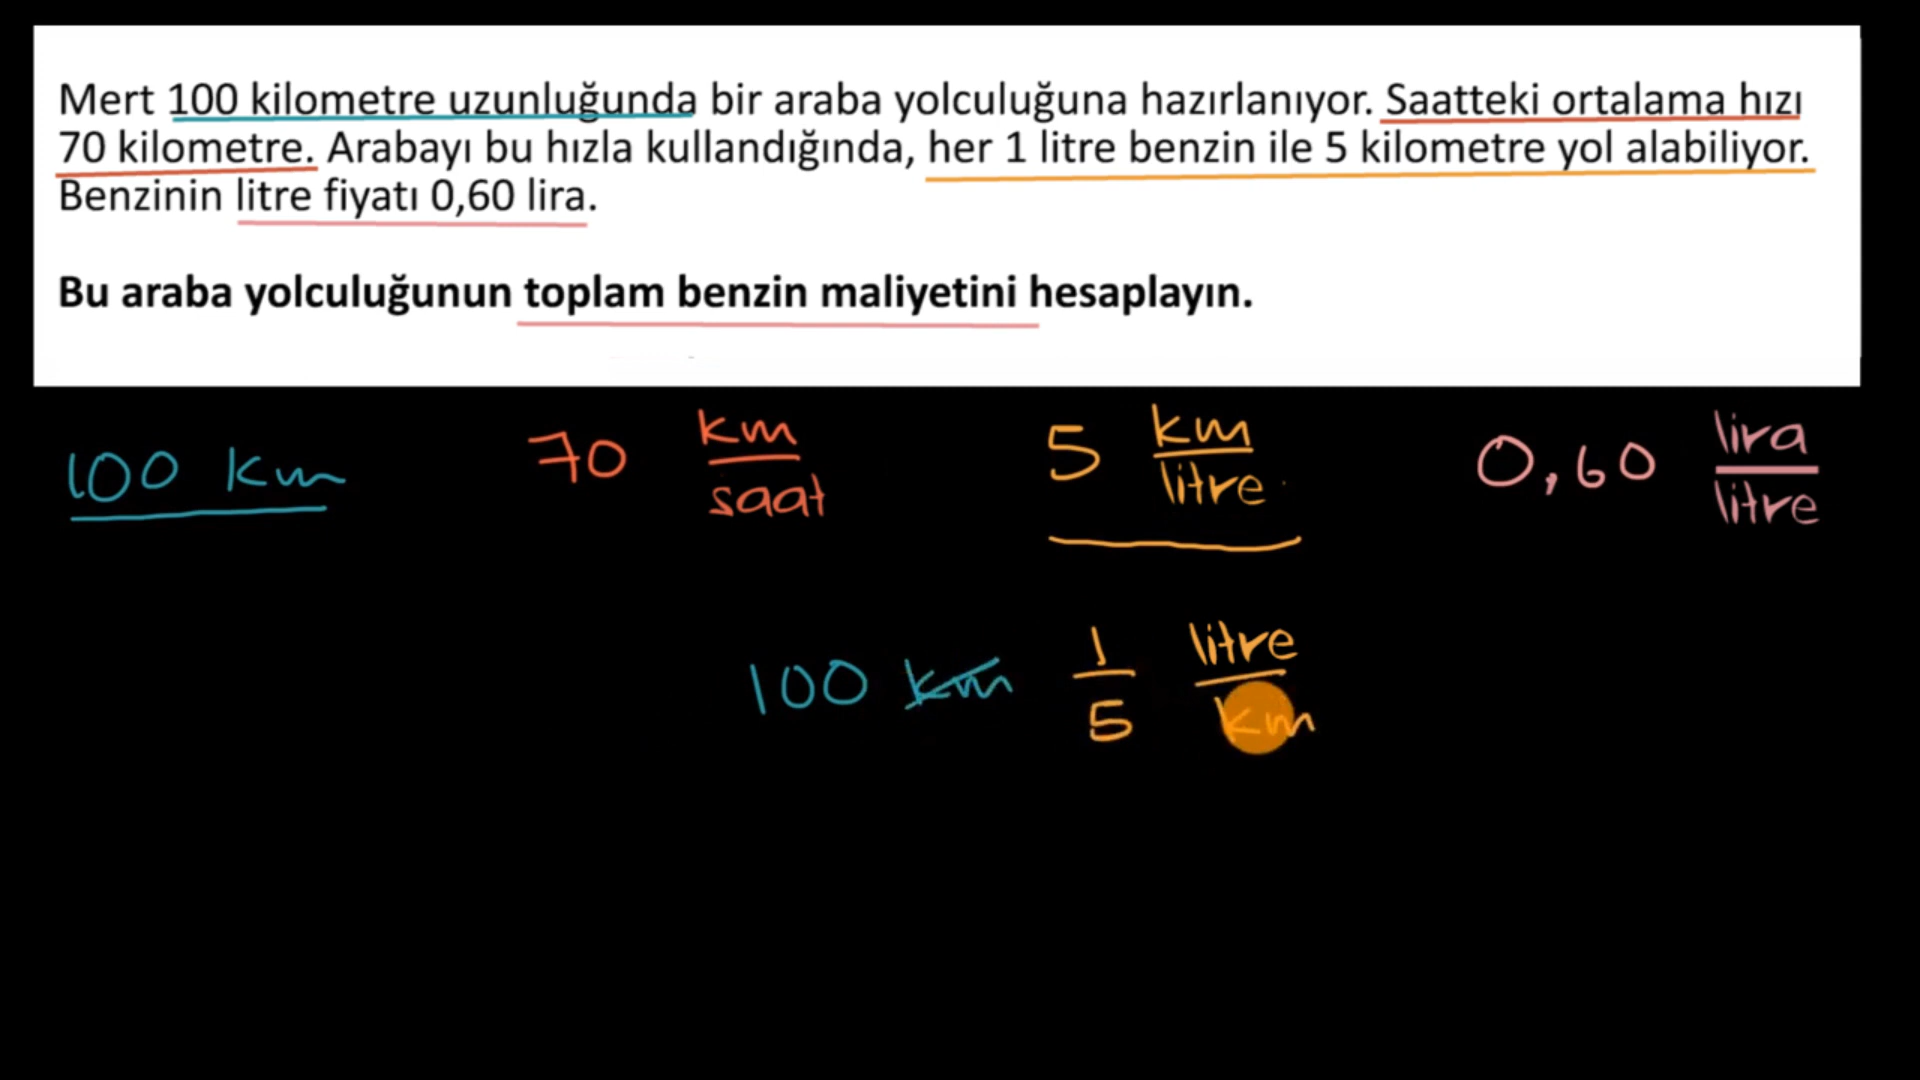 Mert 100 kilometre uzunluğunda bir araba yolculuğuna hazırlanıyor. Saatteki ortalama hızı
70 kilometre. Arabayı bu hızla kullandığında, her 1 litre benzin ile 5 kilometre yol alabiliyor.
Benzinin litre fiyatı 0,60 lira.
Bu araba yolculuğunun toplam benzin maliyetini hesaplayın.
100 km 70 km/saat 5 km/litre 0,60 lira/litre
100 km 1/5 litre/km